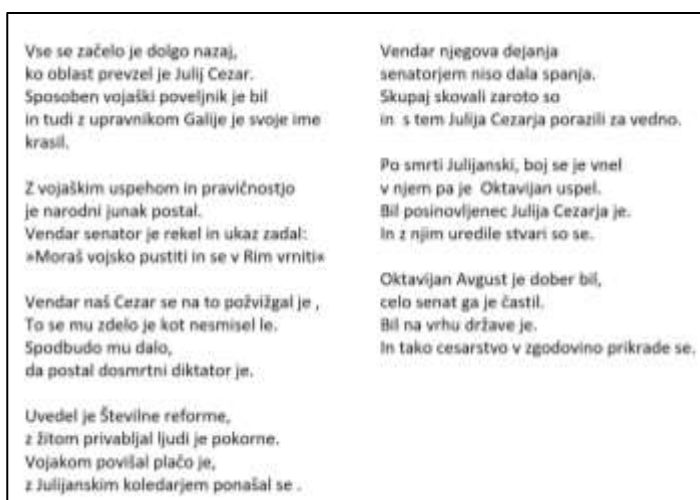 Vse se začelo je dolgo nazaj,
ko oblast prevzel je Julij Cezar.
Sposoben vojaški poveljnik je bil
in tudi z upravnikom Galije je svoje ime
krasil.
Z vojaškim uspehom in pravičnostjo
je narodni junak postal.
Vendar senator je rekel in ukaz zadal:
»Moraš vojsko pustiti in se v Rim vrniti«
Vendar naš Cezar se na to požvižgal je ,
To se mu zdelo je kot nesmisel le.
Spodbudo mu dalo,
da postal dosmrtni diktator je.
Uvedel je Številne reforme,
z žitom privabljal ljudi je pokorne.
Vojakom povišal plačo je,
z Julijanskim koledarjem ponašal se .
Vendar njegova dejanja
senatorjem niso dala spanja.
Skupaj skovali zaroto so
in s tem Julija Cezarja porazili za vedno.
Po smrti Julijanski, boj se je vnel
v njem pa je Oktavijan uspel.
Bil posinovljenec Julija Cezarja je.
In z njim uredile stvari so se.
Oktavijan Avgust je dober bil,
celo senat ga je častil.
Bil na vrhu države je.
In tako cesarstvo v zgodovino prikrade se.